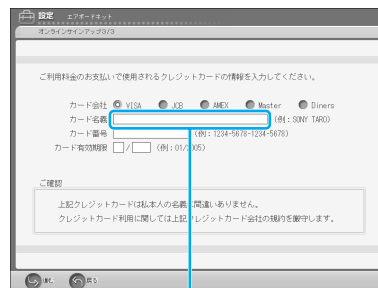 設定 エアボードキット
オンラインサインアップ3/3
ご利用料金のお支払いで使用されるクレジットカードの情報を入力してください。
カード会社 VISA JCB AMEX Master Diners
カード名義 (例: SONY TARO)
カード番号 (例: 1234-5678-1234-5678)
カード有効期限 / (例: 01/2005)
ご確認
上記クレジットカードは私本人の名義に間違いありません。
クレジットカード利用に関しては上記クレジットカード会社の規約を厳守します。
進む 戻る